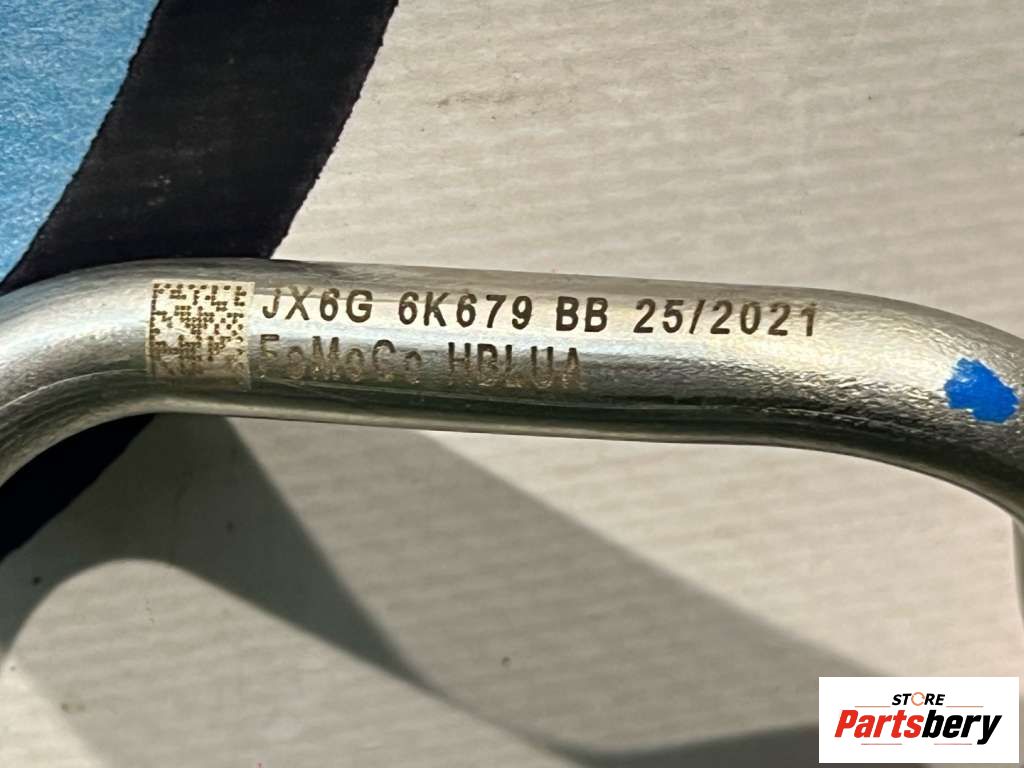 JX6G 6K679 BB 25/2021
FoMoCo HBLUA
STORE
Partsbery